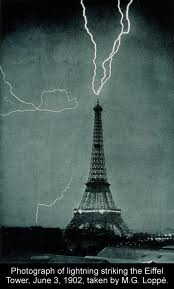 Photograph of lightning striking the Eiffel
Tower, June 3, 1902, taken by M.G. Loppé.